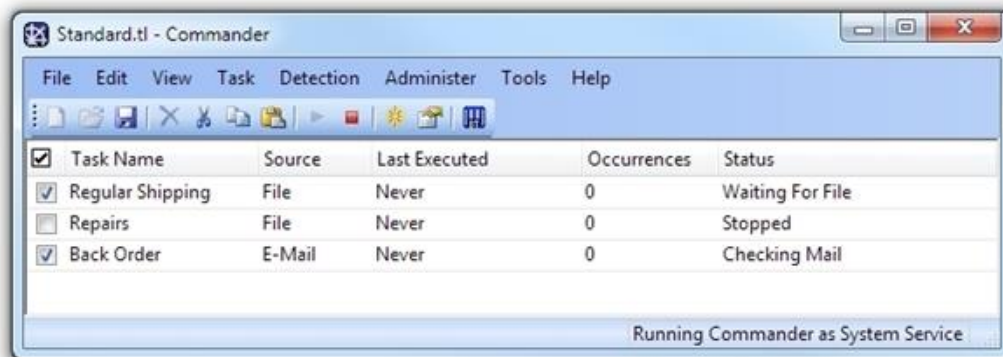 Standard.tl - Commander
File Edit View Task Detection Administer Tools Help
Task Name Source Last Executed Occurrences Status
Regular Shipping File Never 0 Waiting For File
Repairs File Never 0 Stopped
Back Order E-Mail Never 0 Checking Mail
Running Commander as System Service